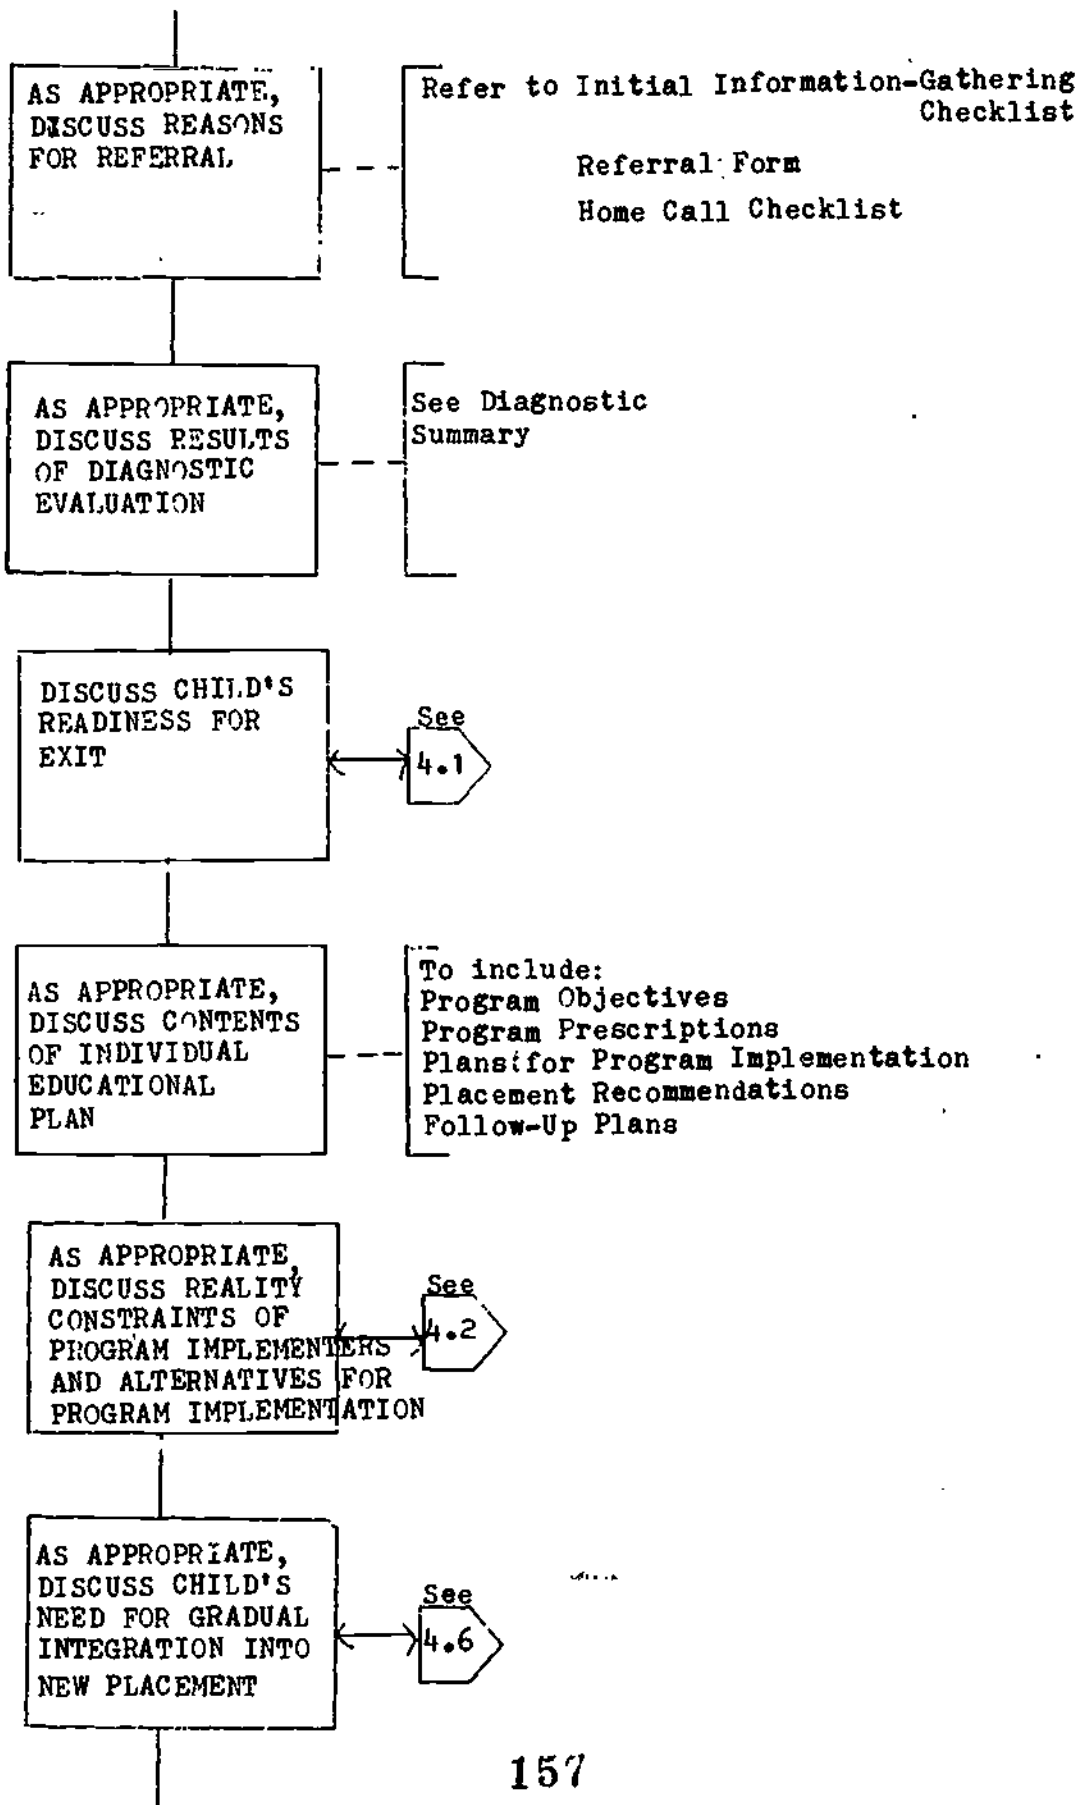 AS APPROPRIATE,
DISCUSS REASONS
FOR REFERRAL
Refer to Initial Information-Gathering
Checklist
Referral Form
Home Call Checklist
AS APPROPRIATE,
DISCUSS RESULTS
OF DIAGNOSTIC
EVALUATION
See Diagnostic
Summary
DISCUSS CHILD'S
READINESS FOR
EXIT
See
4.1
AS APPROPRIATE,
DISCUSS CONTENTS
OF INDIVIDUAL
EDUCATIONAL
PLAN
To include:
Program Objectives
Program Prescriptions
Plans for Program Implementation
Placement Recommendations
Follow-Up Plans
AS APPROPRIATE,
DISCUSS REALITY
CONSTRAINTS OF
PROGRAM IMPLEMENTERS
AND ALTERNATIVES FOR
PROGRAM IMPLEMENTATION
See
4.2
AS APPROPRIATE,
DISCUSS CHILD'S
NEED FOR GRADUAL
INTEGRATION INTO
NEW PLACEMENT
See
4.6
157